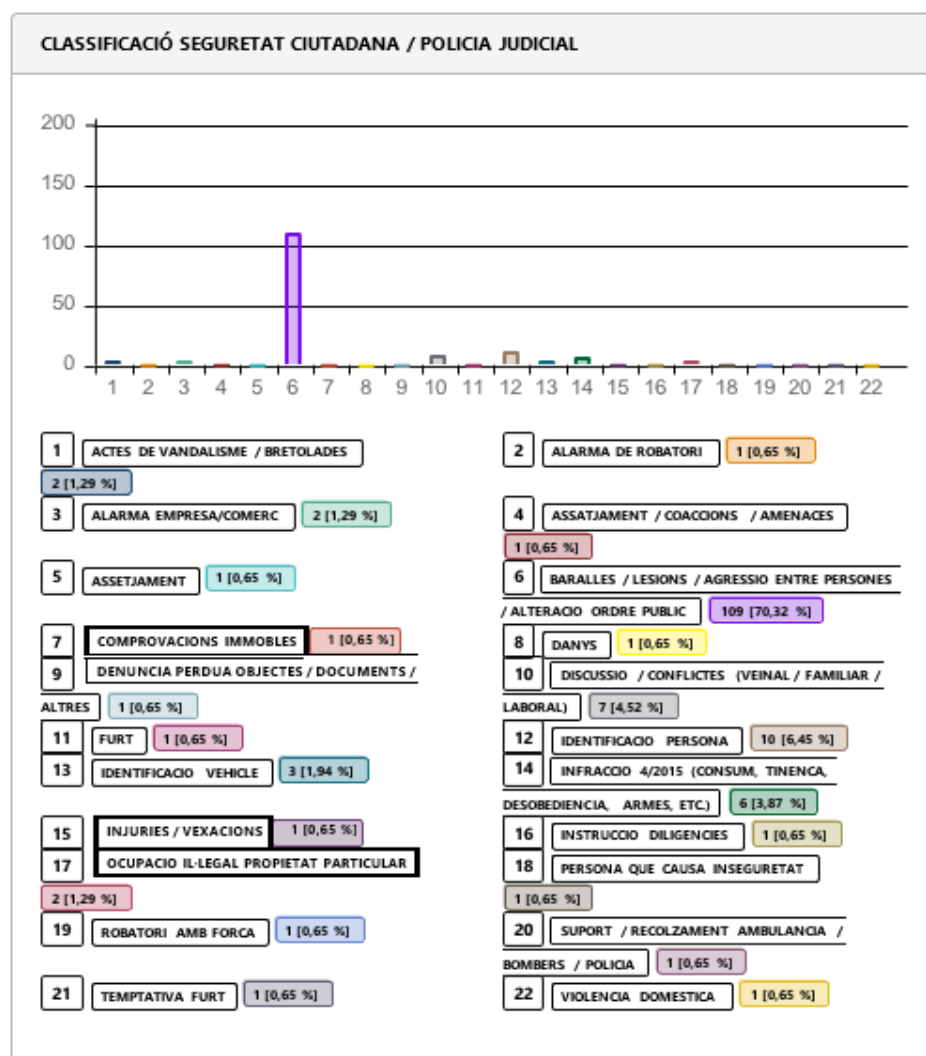 CLASSIFICACIÓ SEGURETAT CIUTADANA / POLICIA JUDICIAL
200
150
100
50
0
1 2 3 4 5 6 7 8 9 10 11 12 13 14 15 16 17 18 19 20 21 22
1 ACTES DE VANDALISME / BRETOLADES
2 [1,29 %]
2 ALARMA DE ROBATORI 1 [0,65 %]
3 ALARMA EMPRESA/COMERC 2 [1,29 %]
4 ASSATJAMENT / COACCIONS / AMENACES
1 [0,65 %]
5 ASSETJAMENT 1 [0,65 %]
6 BARALLES / LESIONS / AGRESSIO ENTRE PERSONES
/ ALTERACIO ORDRE PUBLIC 109 [70,32 %]
7 COMPROVACIONS IMMOBLES 1 [0,65 %]
8 DANYS 1 [0,65 %]
9 DENUNCIA PERDUA OBJECTES / DOCUMENTS /
ALTRES 1 [0,65 %]
10 DISCUSSIO / CONFLICTES (VEINAL / FAMILIAR /
LABORAL) 7 [4,52 %]
11 FURT 1 [0,65 %]
12 IDENTIFICACIO PERSONA 10 [6,45 %]
13 IDENTIFICACIO VEHICLE 3 [1,94 %]
14 INFRACCIO 4/2015 (CONSUM, TINENCA,
DESOBEDIENCIA, ARMES, ETC.) 6 [3,87 %]
15 INJURIES / VEXACIONS 1 [0,65 %]
16 INSTRUCCIO DILIGENCIES 1 [0,65 %]
17 OCUPACIO IL·LEGAL PROPIETAT PARTICULAR
2 [1,29 %]
18 PERSONA QUE CAUSA INSEGURETAT
1 [0,65 %]
19 ROBATORI AMB FORCA 1 [0,65 %]
20 SUPORT / RECOLZAMENT AMBULANCIA /
BOMBERS / POLICIA 1 [0,65 %]
21 TEMPTATIVA FURT 1 [0,65 %]
22 VIOLENCIA DOMESTICA 1 [0,65 %]